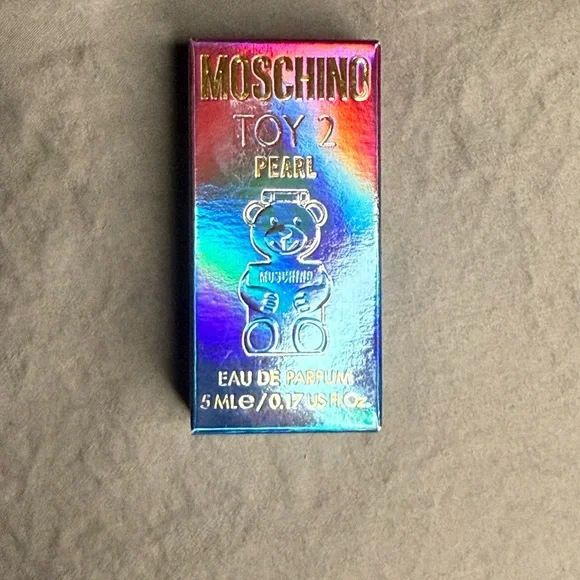 MOSCHINO
TOY 2
PEARL
MOSCHINO
EAU DE PARFUM
5 ML℮/0.17 US Fl.Oz.